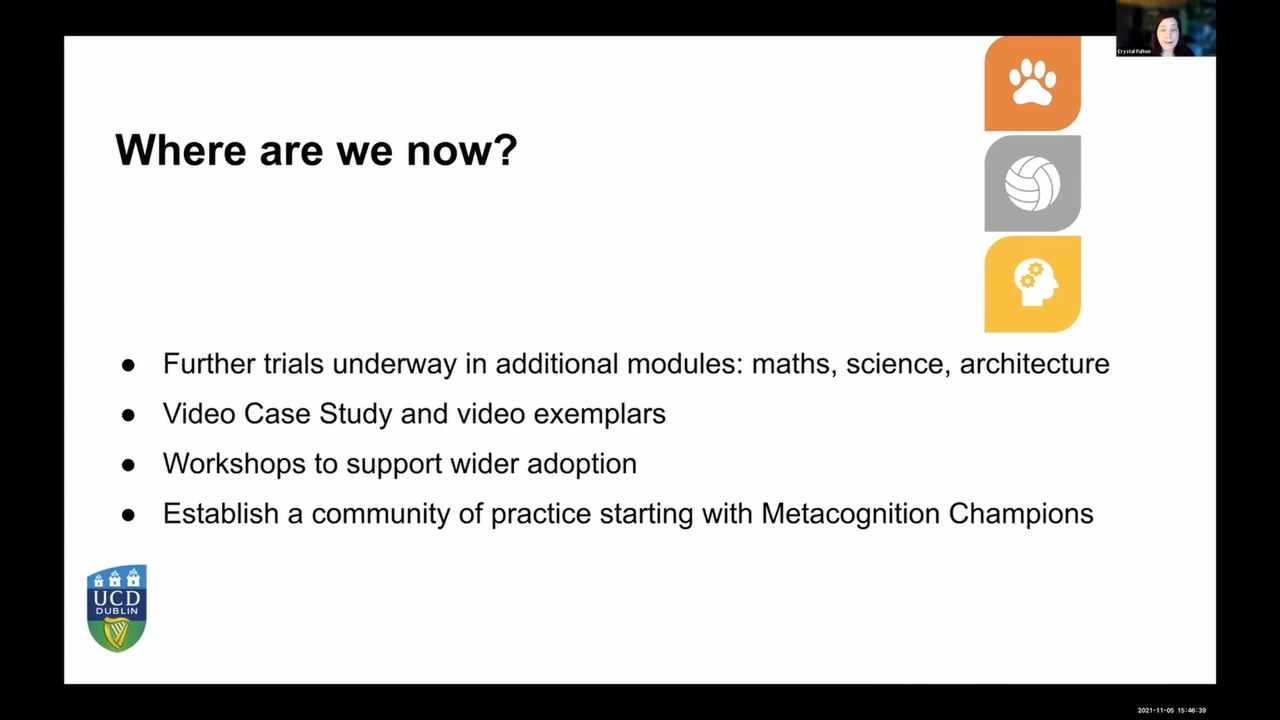 Crystal Fulton
Where are we now?
● Further trials underway in additional modules: maths, science, architecture
● Video Case Study and video exemplars
● Workshops to support wider adoption
● Establish a community of practice starting with Metacognition Champions
UCD
DUBLIN
2021-11-05 15:46:39